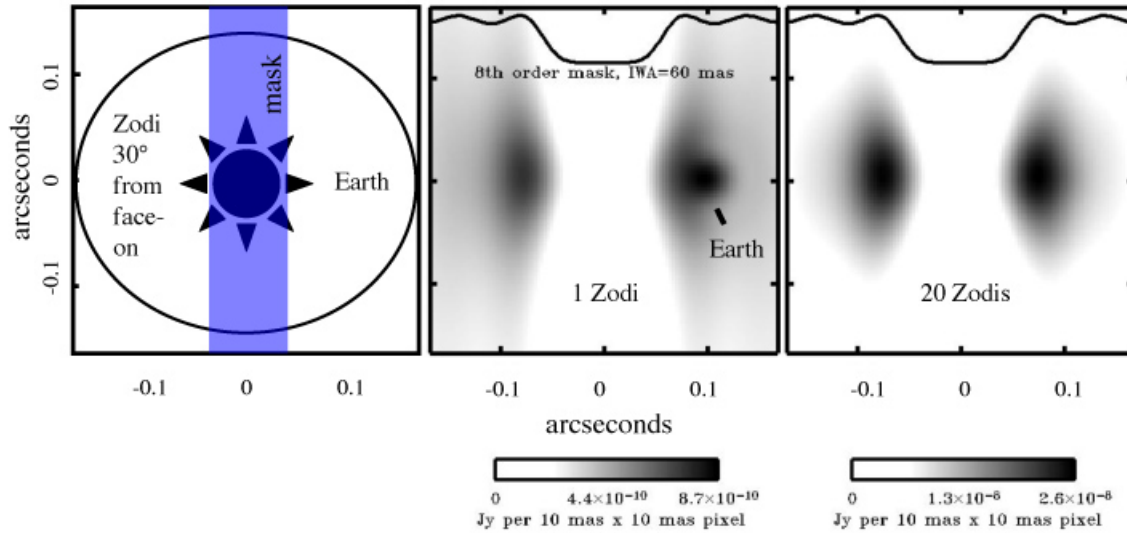 0.1
0
-0.1
arcseconds
mask
Zodi
30°
from
face-
on
Earth
-0.1
0
0.1
8th order mask, IWA=60 mas
Earth
1 Zodi
-0.1
0
0.1
arcseconds
0
4.4×10⁻¹⁰
8.7×10⁻¹⁰
Jy per 10 mas x 10 mas pixel
20 Zodis
-0.1
0
0.1
0
1.3×10⁻⁸
2.6×10⁻⁸
Jy per 10 mas x 10 mas pixel